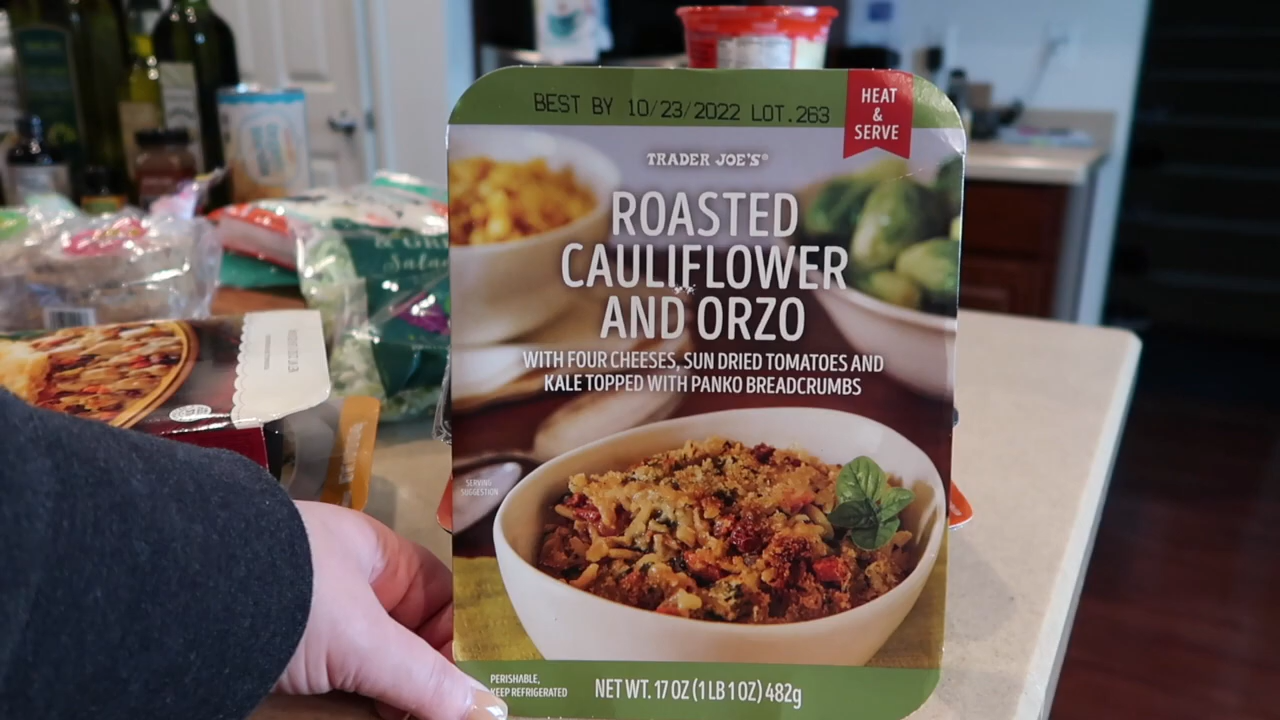 BEST BY 10/23/2022 LOT.263
HEAT
&
SERVE
TRADER JOE'S®
ROASTED
CAULIFLOWER
AND ORZO
WITH FOUR CHEESES, SUN DRIED TOMATOES AND
KALE TOPPED WITH PANKO BREADCRUMBS
SERVING
SUGGESTION
PERISHABLE,
KEEP REFRIGERATED
NET WT. 17 OZ (1 LB 1 OZ) 482g
Salad